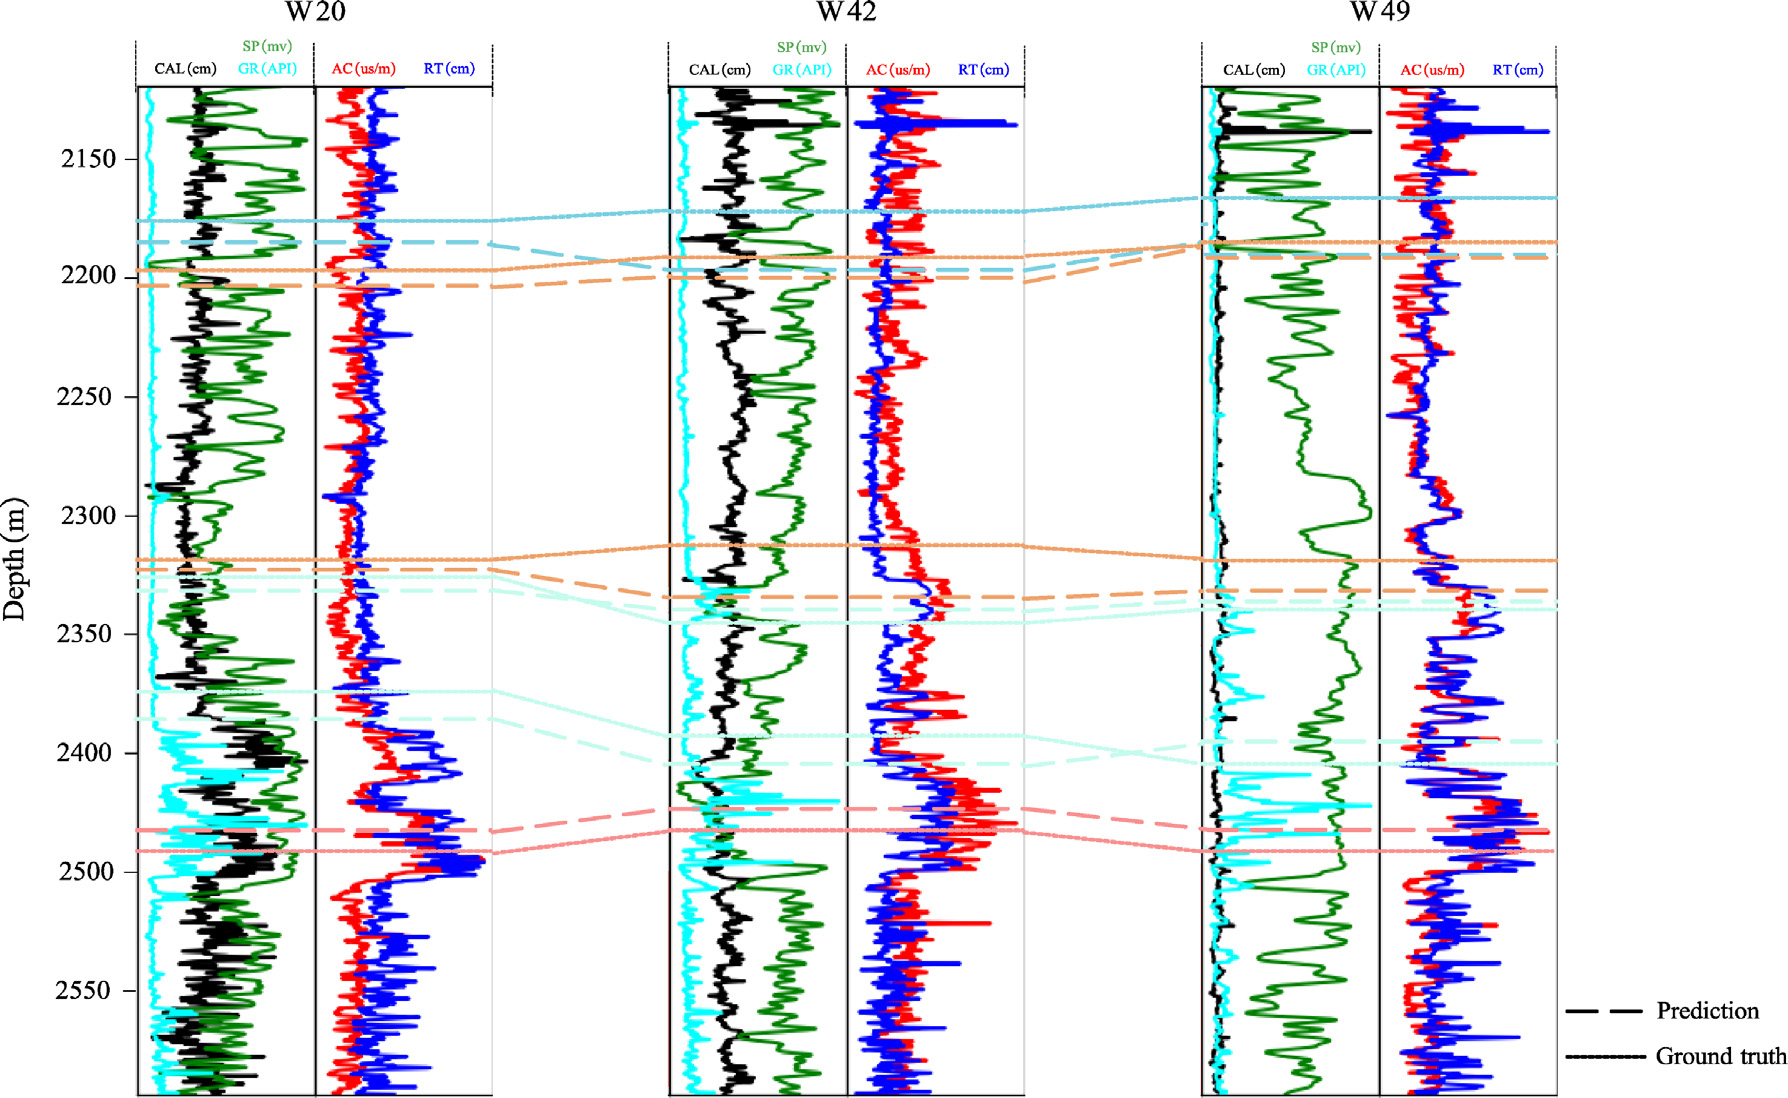 W20 W42 W49
SP(mv) SP(mv) SP(mv)
CAL(cm) GR(API) AC(us/m) RT(cm) CAL(cm) GR(API) AC(us/m) RT(cm) CAL(cm) GR(API) AC(us/m) RT(cm)
2150
2200
2250
2300
2350
2400
2500
2550
Depth(m)
Prediction
Ground truth